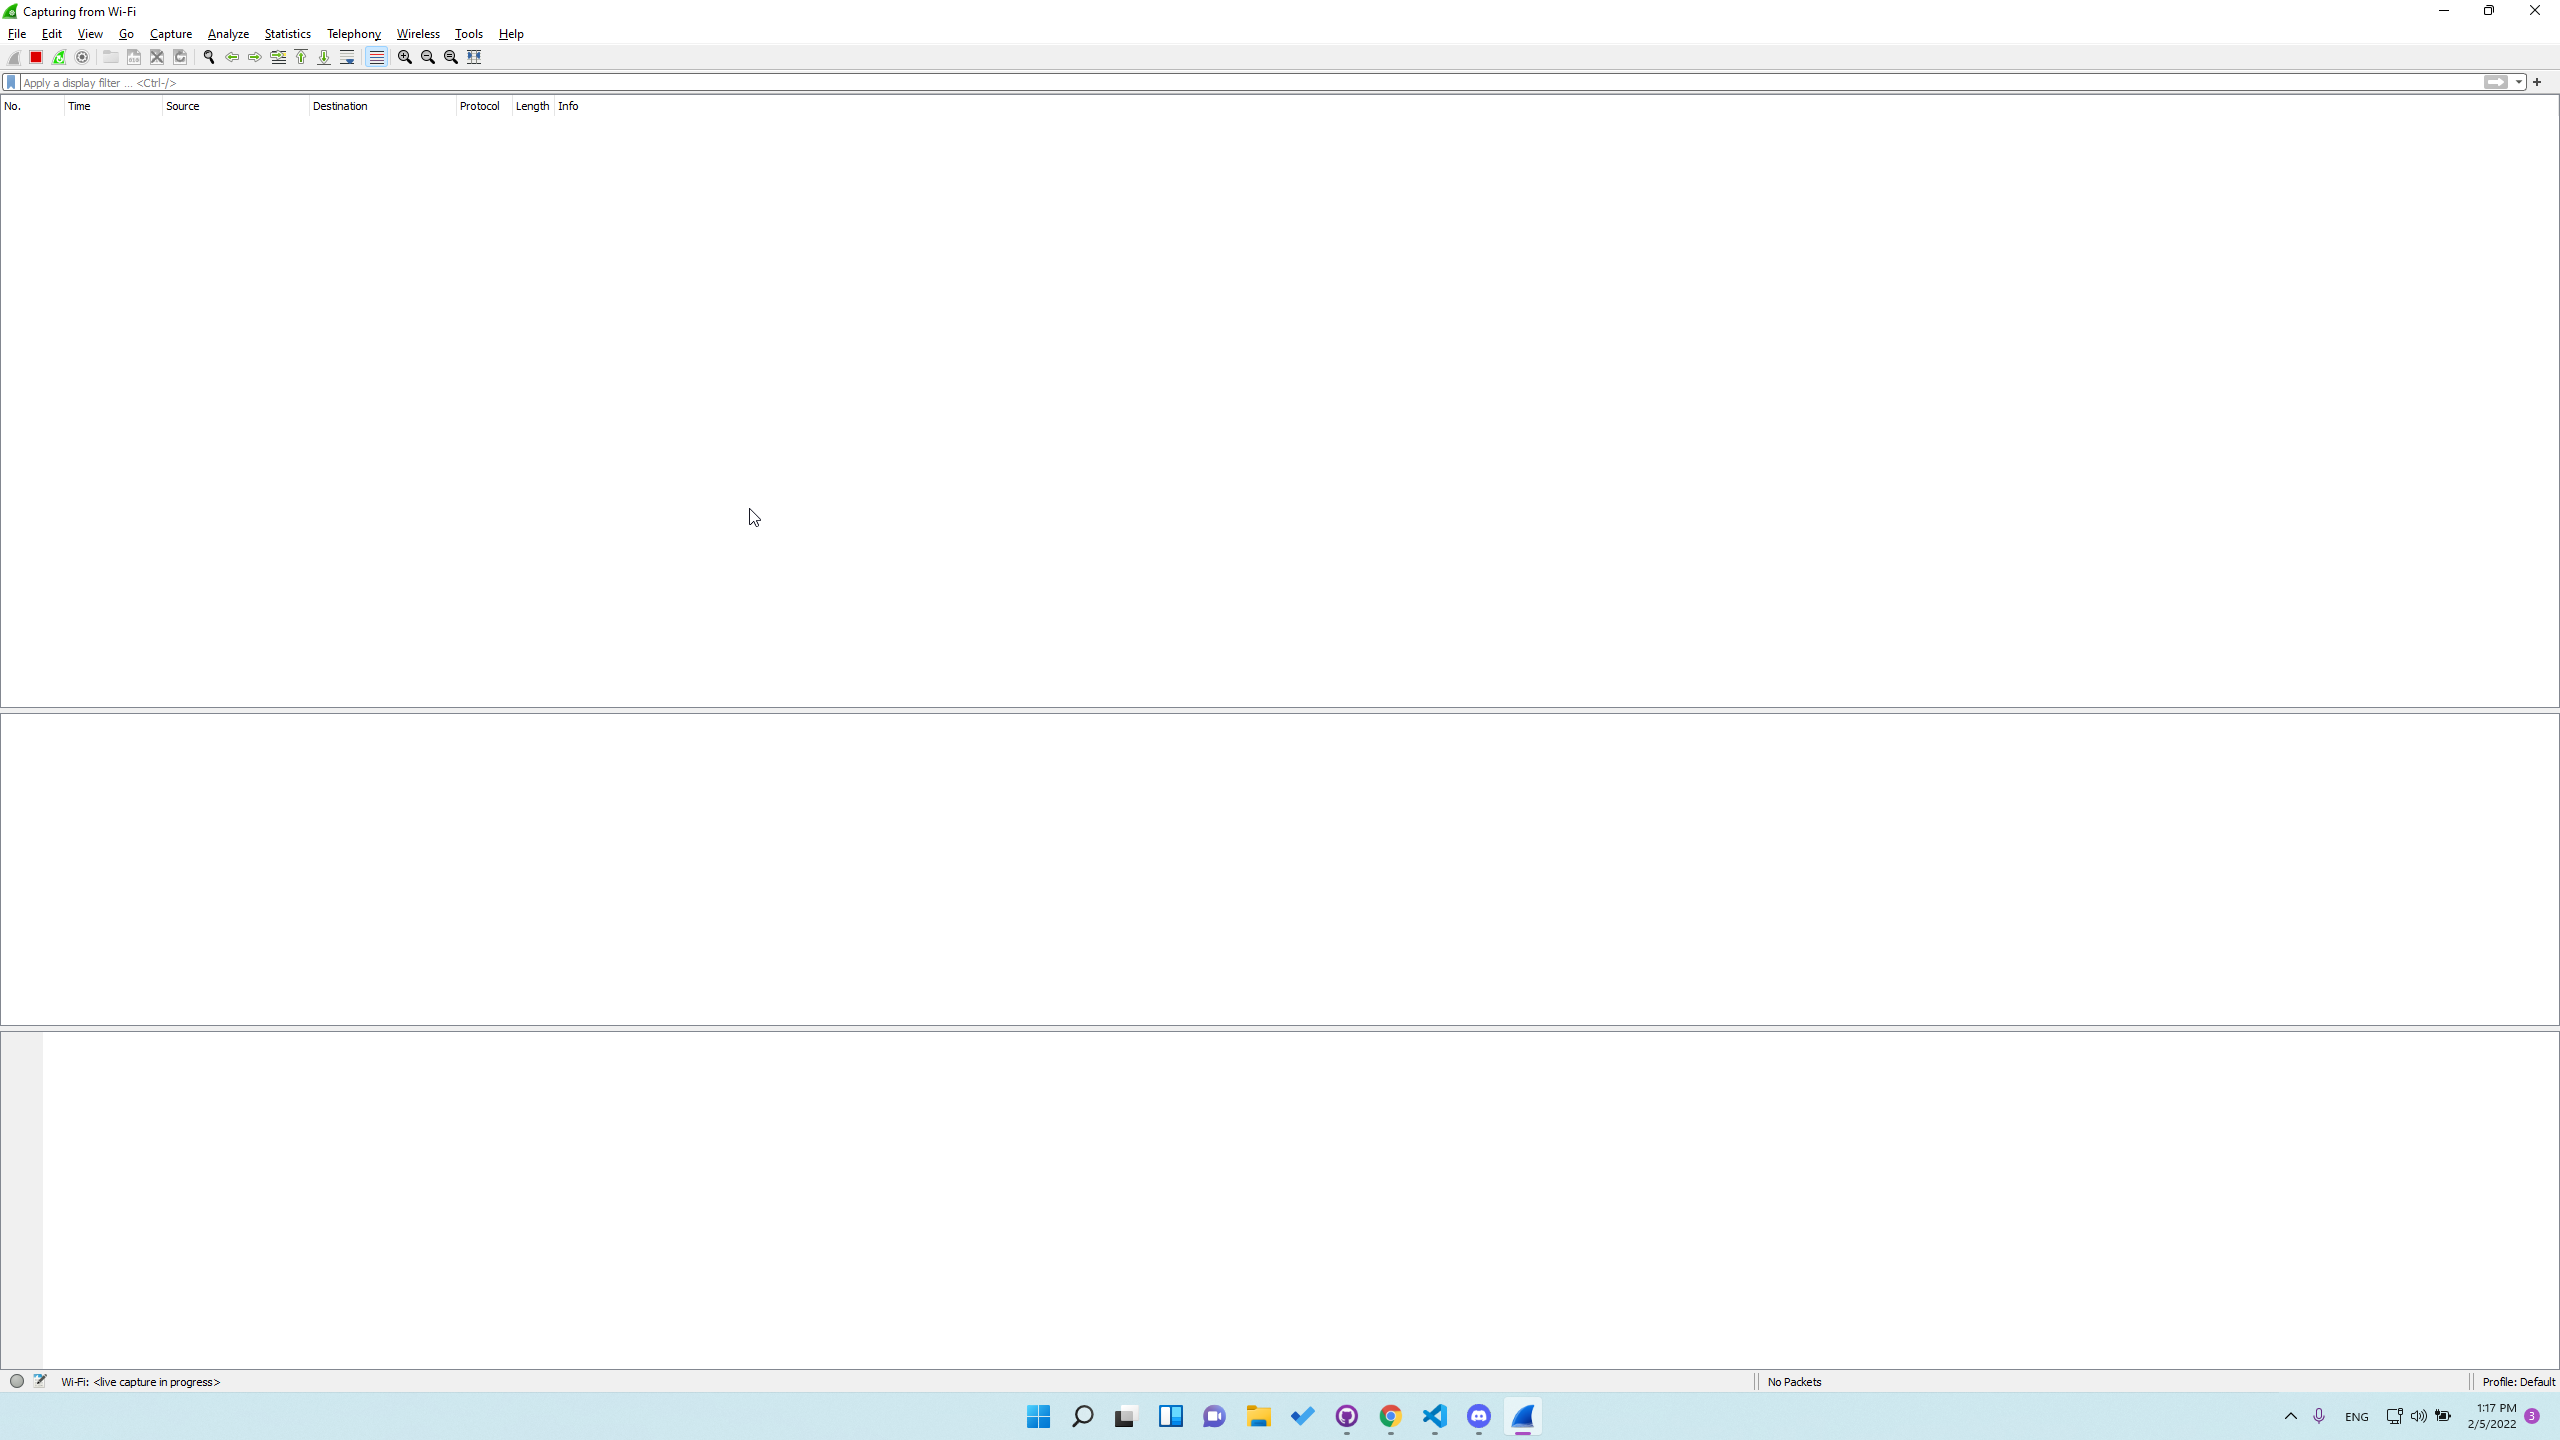 Capturing from Wi-Fi
File Edit View Go Capture Analyze Statistics Telephony Wireless Tools Help
Apply a display filter ... <Ctrl-/>
No. Time Source Destination Protocol Length Info
Wi-Fi: <live capture in progress> No Packets Profile: Default
ENG 1:17 PM 3
2/5/2022